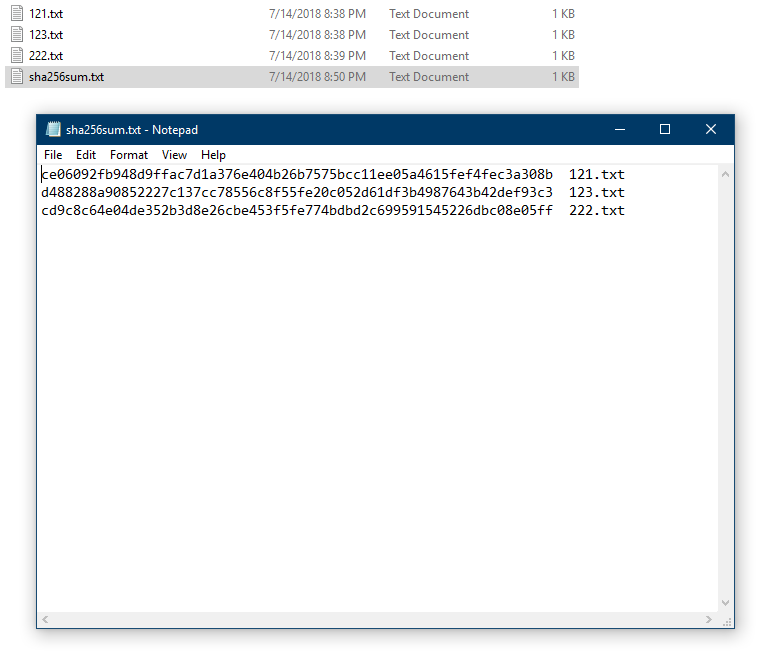 121.txt 7/14/2018 8:38 PM Text Document 1 KB
123.txt 7/14/2018 8:38 PM Text Document 1 KB
222.txt 7/14/2018 8:39 PM Text Document 1 KB
sha256sum.txt 7/14/2018 8:50 PM Text Document 1 KB
sha256sum.txt - Notepad
File Edit Format View Help
ce06092fb948d9ffac7d1a376e404b26b7575bcc11ee05a4615fef4fec3a308b  121.txt
d488288a90852227c137cc78556c8f55fe20c052d61df3b4987643b42def93c3  123.txt
cd9c8c64e04de352b3d8e26cbe453f5fe774bdbd2c699591545226dbc08e05ff  222.txt